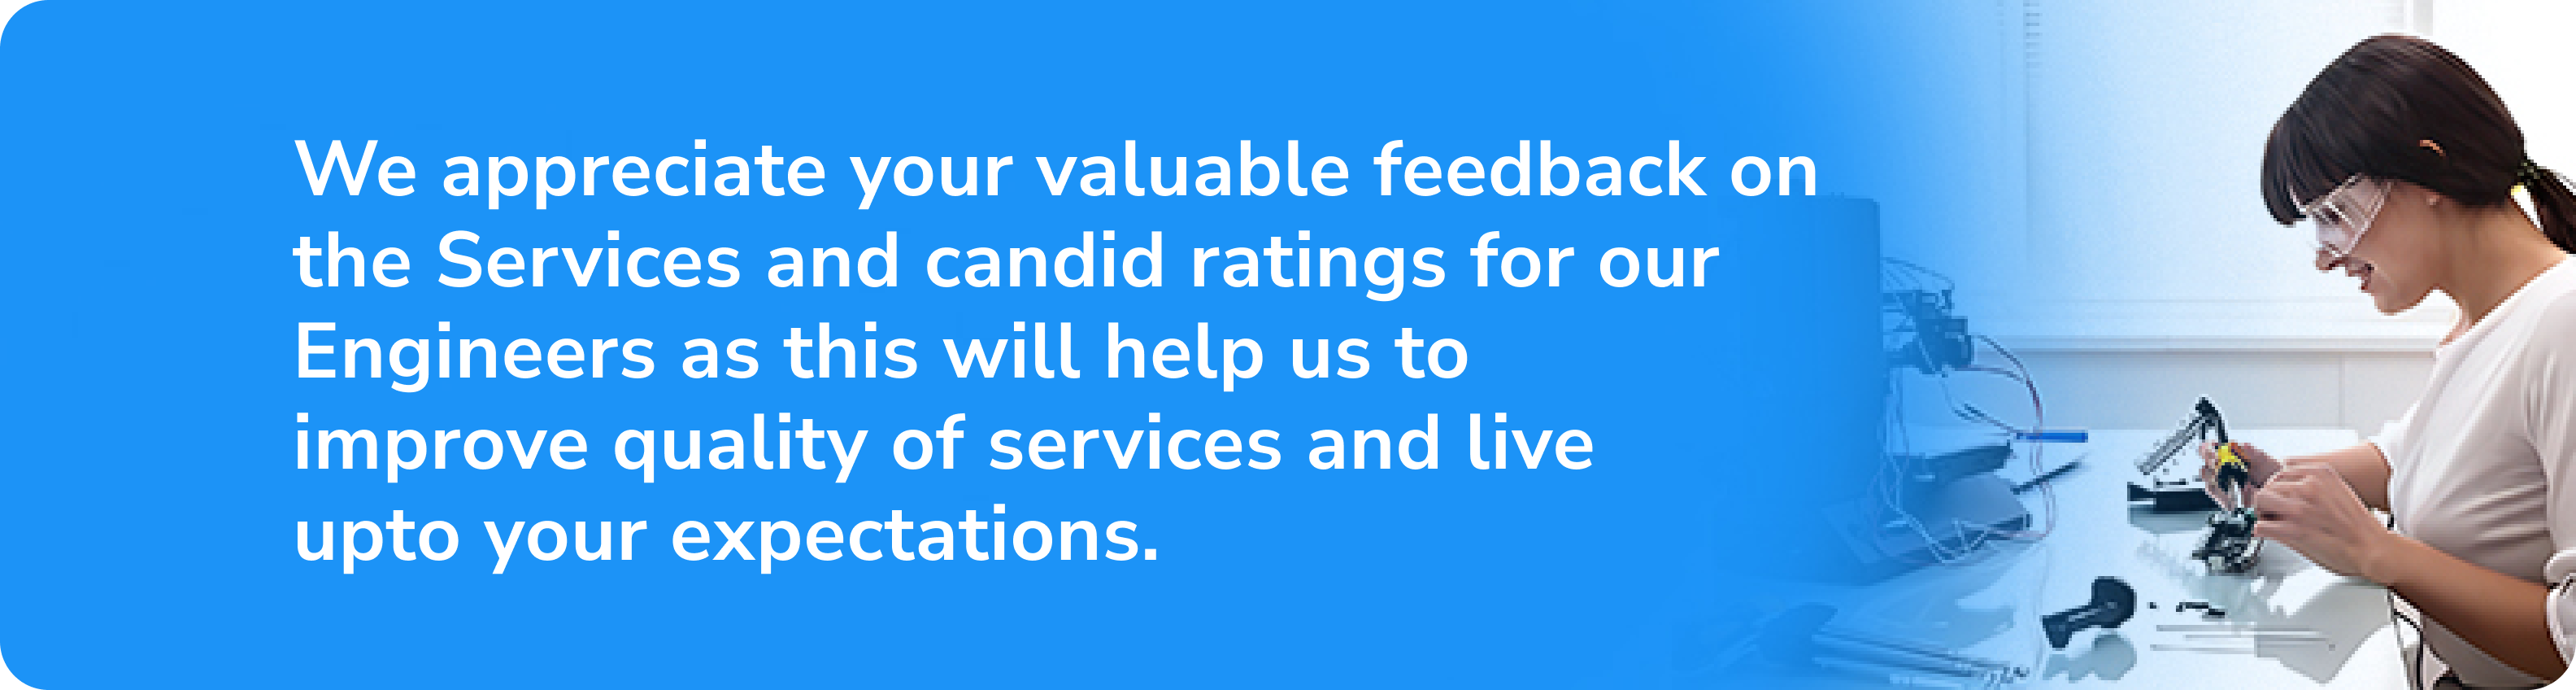 We appreciate your valuable feedback on
the Services and candid ratings for our
Engineers as this will help us to
improve quality of services and live
upto your expectations.